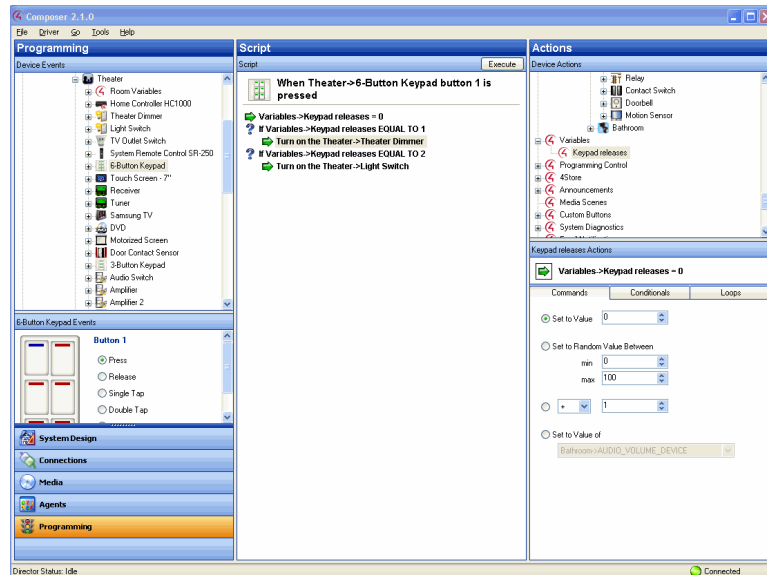 Composer 2.1.0
File Driver Go Tools Help
Programming
Device Events
Theater
Room Variables
Home Controller HC1000
Theater Dimmer
Light Switch
TV Outlet Switch
System Remote Control SR-250
6-Button Keypad
Touch Screen - 7"
Receiver
Tuner
Samsung TV
DVD
Motorized Screen
Door Contact Sensor
3-Button Keypad
Audio Switch
Amplifier
Amplifier 2
6-Button Keypad Events
Button 1
Press
Release
Single Tap
Double Tap
System Design
Connections
Media
Agents
Programming
Director Status: Idle
Script
Script Execute
When Theater->6-Button Keypad button 1 is
pressed
Variables->Keypad releases = 0
If Variables->Keypad releases EQUAL TO 1
Turn on the Theater->Theater Dimmer
If Variables->Keypad releases EQUAL TO 2
Turn on the Theater->Light Switch
Actions
Device Actions
Relay
Contact Switch
Doorbell
Motion Sensor
Bathroom
Variables
Keypad releases
Programming Control
4Store
Announcements
Media Scenes
Custom Buttons
System Diagnostics
Keypad releases Actions
Variables->Keypad releases = 0
Commands Conditionals Loops
Set to Value 0
Set to Random Value Between
min 0
max 100
+ 1
Set to Value of
Bathroom->AUDIO_VOLUME_DEVICE
Connected